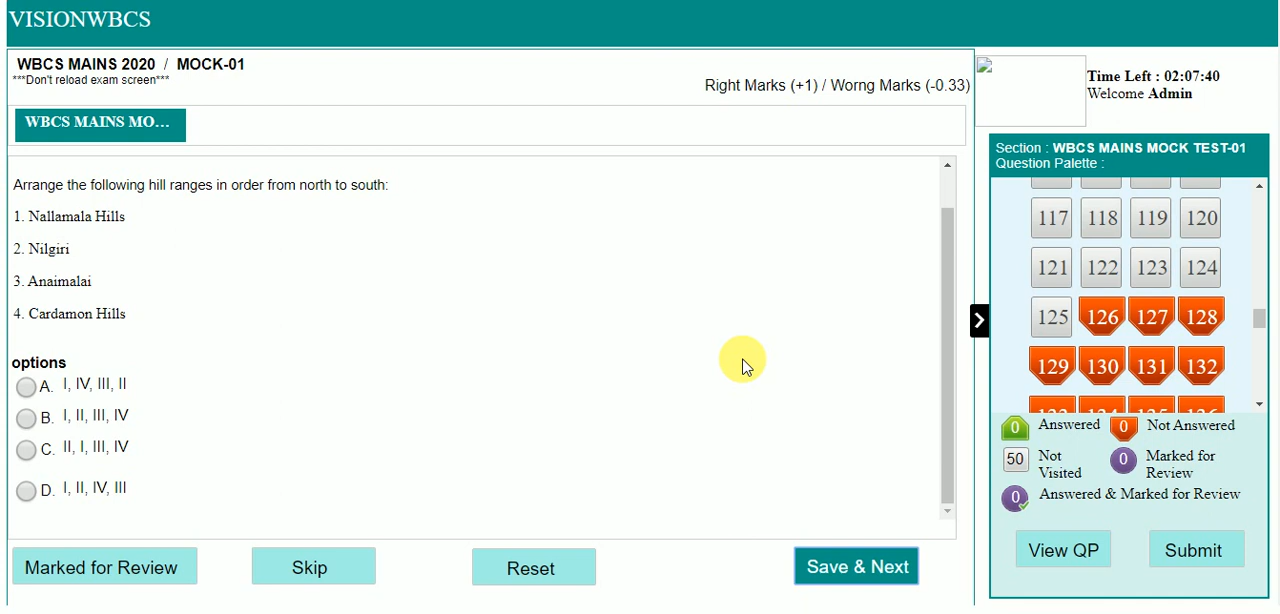 VISIONWBCS
WBCS MAINS 2020 / MOCK-01
***Don't reload exam screen***
Right Marks (+1) / Worng Marks (-0.33)
WBCS MAINS MO...
Arrange the following hill ranges in order from north to south:
1. Nallamala Hills
2. Nilgiri
3. Anaimalai
4. Cardamon Hills
options
A. I, IV, III, II
B. I, II, III, IV
C. II, I, III, IV
D. I, II, IV, III
Marked for Review
Skip
Reset
Save & Next
Time Left : 02:07:40
Welcome Admin
Section : WBCS MAINS MOCK TEST-01
Question Palette :
117 118 119 120
121 122 123 124
125 126 127 128
129 130 131 132
0 Answered 0 Not Answered
50 Not Visited 0 Marked for Review
0 Answered & Marked for Review
View QP Submit